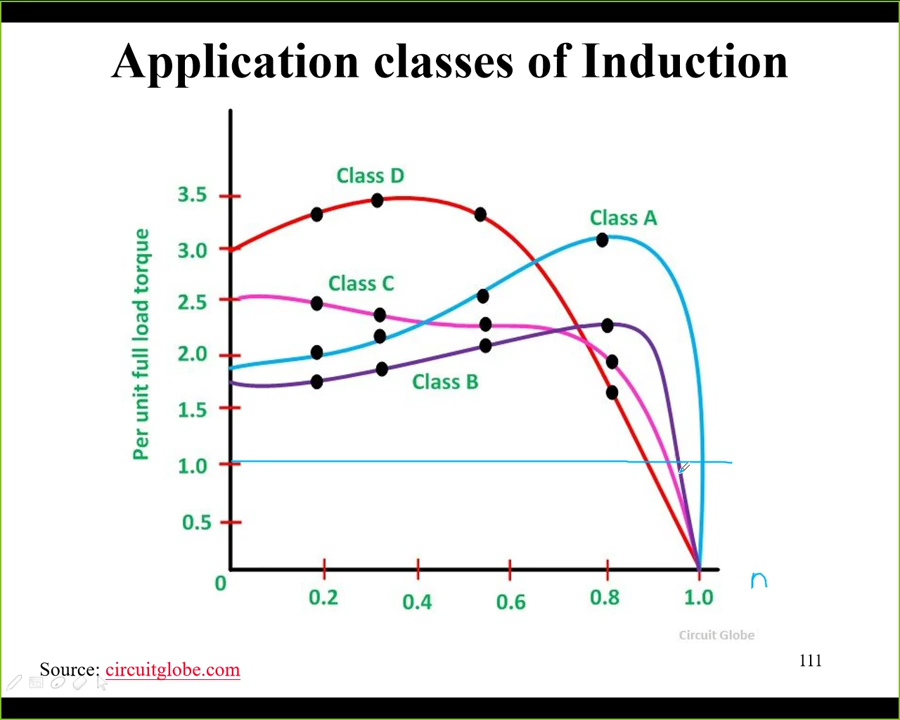 Application classes of Induction
Class D
Class A
Class C
Class B
Per unit full load torque
3.5
3.0
2.5
2.0
1.5
1.0
0.5
0
0.2
0.4
0.6
0.8
1.0
n
Circuit Globe
Source: circuitglobe.com
111